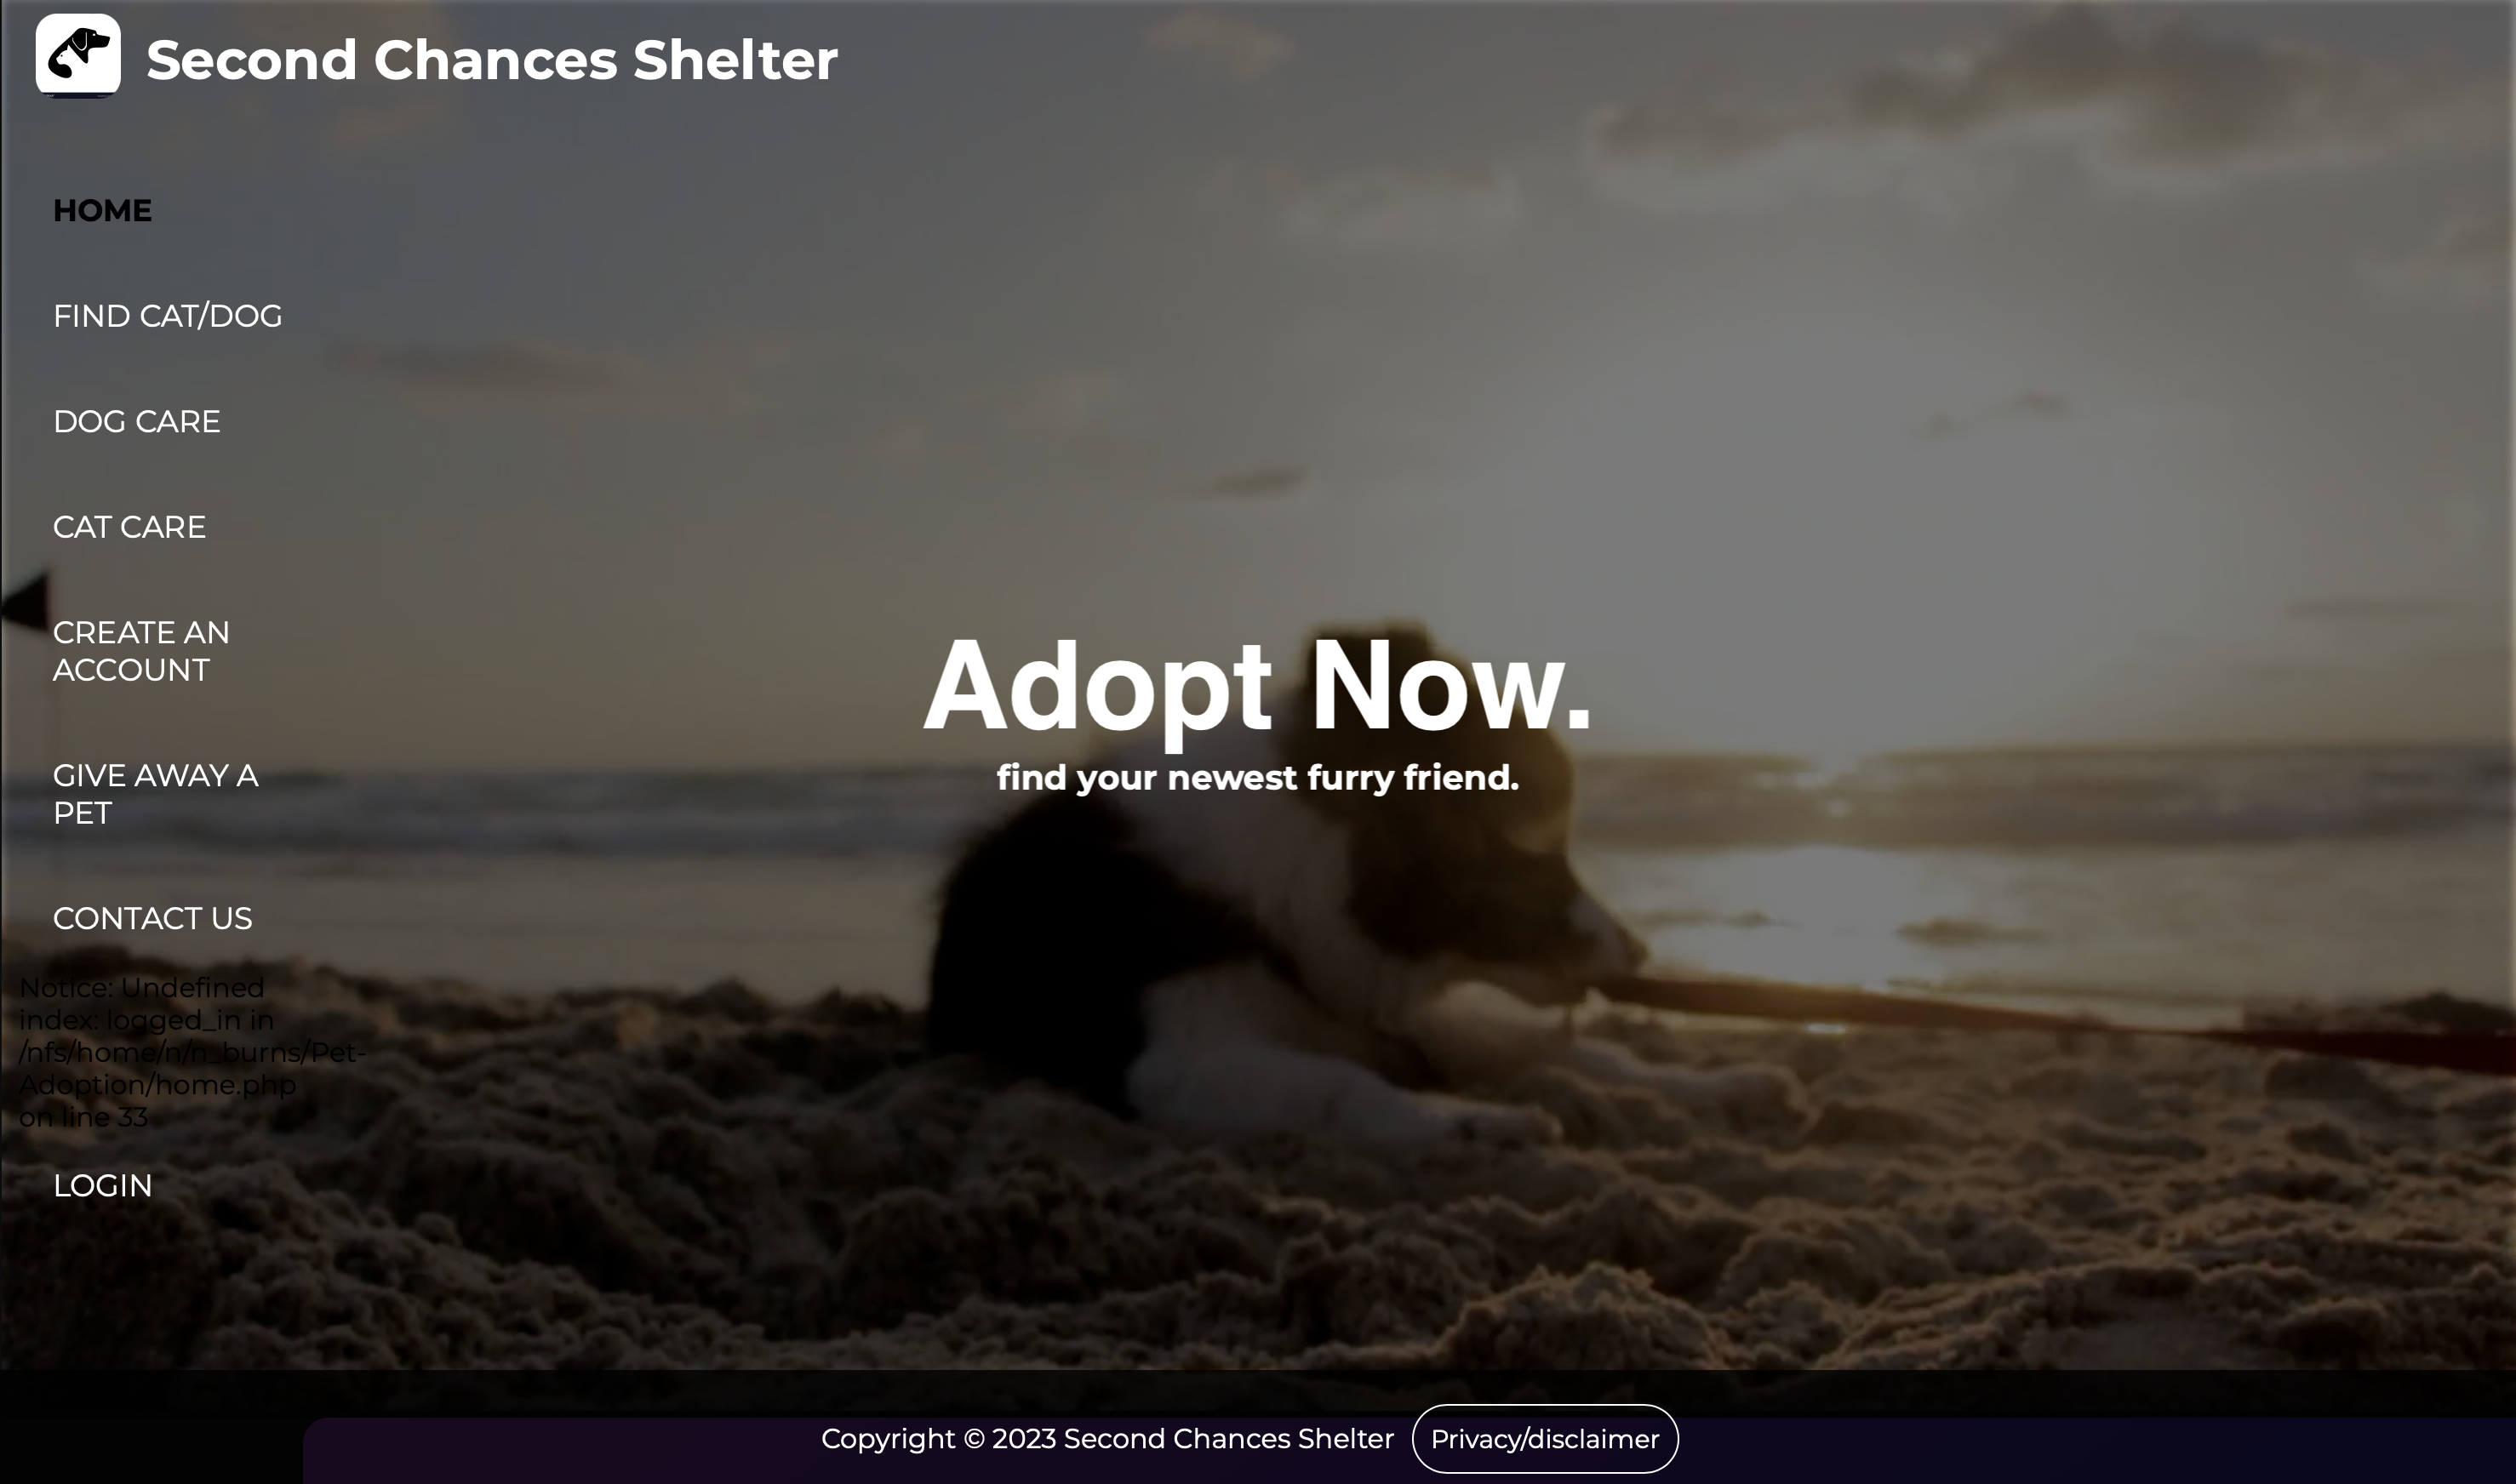 Second Chances Shelter
HOME
FIND CAT/DOG
DOG CARE
CAT CARE
CREATE AN
ACCOUNT
GIVE AWAY A
PET
CONTACT US
Notice: Undefined
index: logged_in in
/nfs/home/n/n_burns/Pet-
Adoption/home.php
on line 33
LOGIN
Adopt Now.
find your newest furry friend.
Copyright © 2023 Second Chances Shelter
Privacy/disclaimer